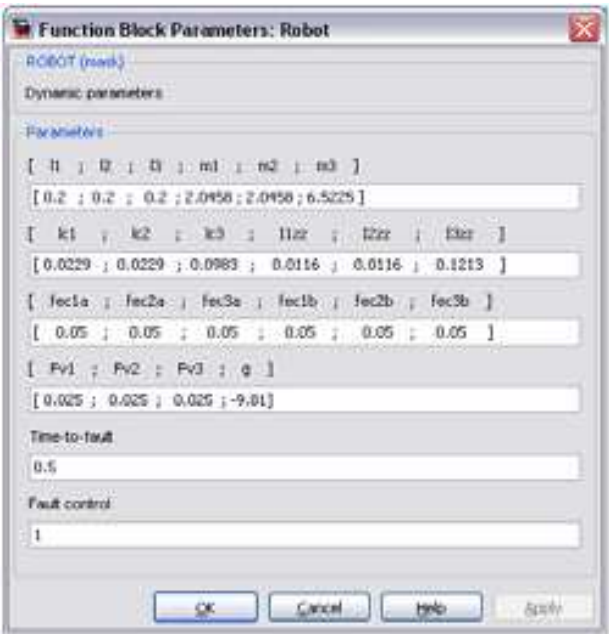 Function Block Parameters: Robot
ROBOT (mask)
Dynamic parameters
Parameters
[ l1 ; l2 ; l3 ; m1 ; m2 ; m3 ]
[0.2 ; 0.2 ; 0.2 ;2.0458;2.0458;6.5225]
[ lc1 ; lc2 ; lc3 ; I1zz ; I2zz ; I3zz ]
[0.0229 ; 0.0229 ; 0.0983 ; 0.0116 ; 0.0116 ; 0.1213 ]
[ fec1a ; fec2a ; fec3a ; fec1b ; fec2b ; fec3b ]
[ 0.05 ; 0.05 ; 0.05 ; 0.05 ; 0.05 ; 0.05 ]
[ Fv1 ; Fv2 ; Fv3 ; g ]
[0.025 ; 0.025 ; 0.025 ;-9.81]
Time-to-fault
0.5
Fault control
1
OK Cancel Help Apply